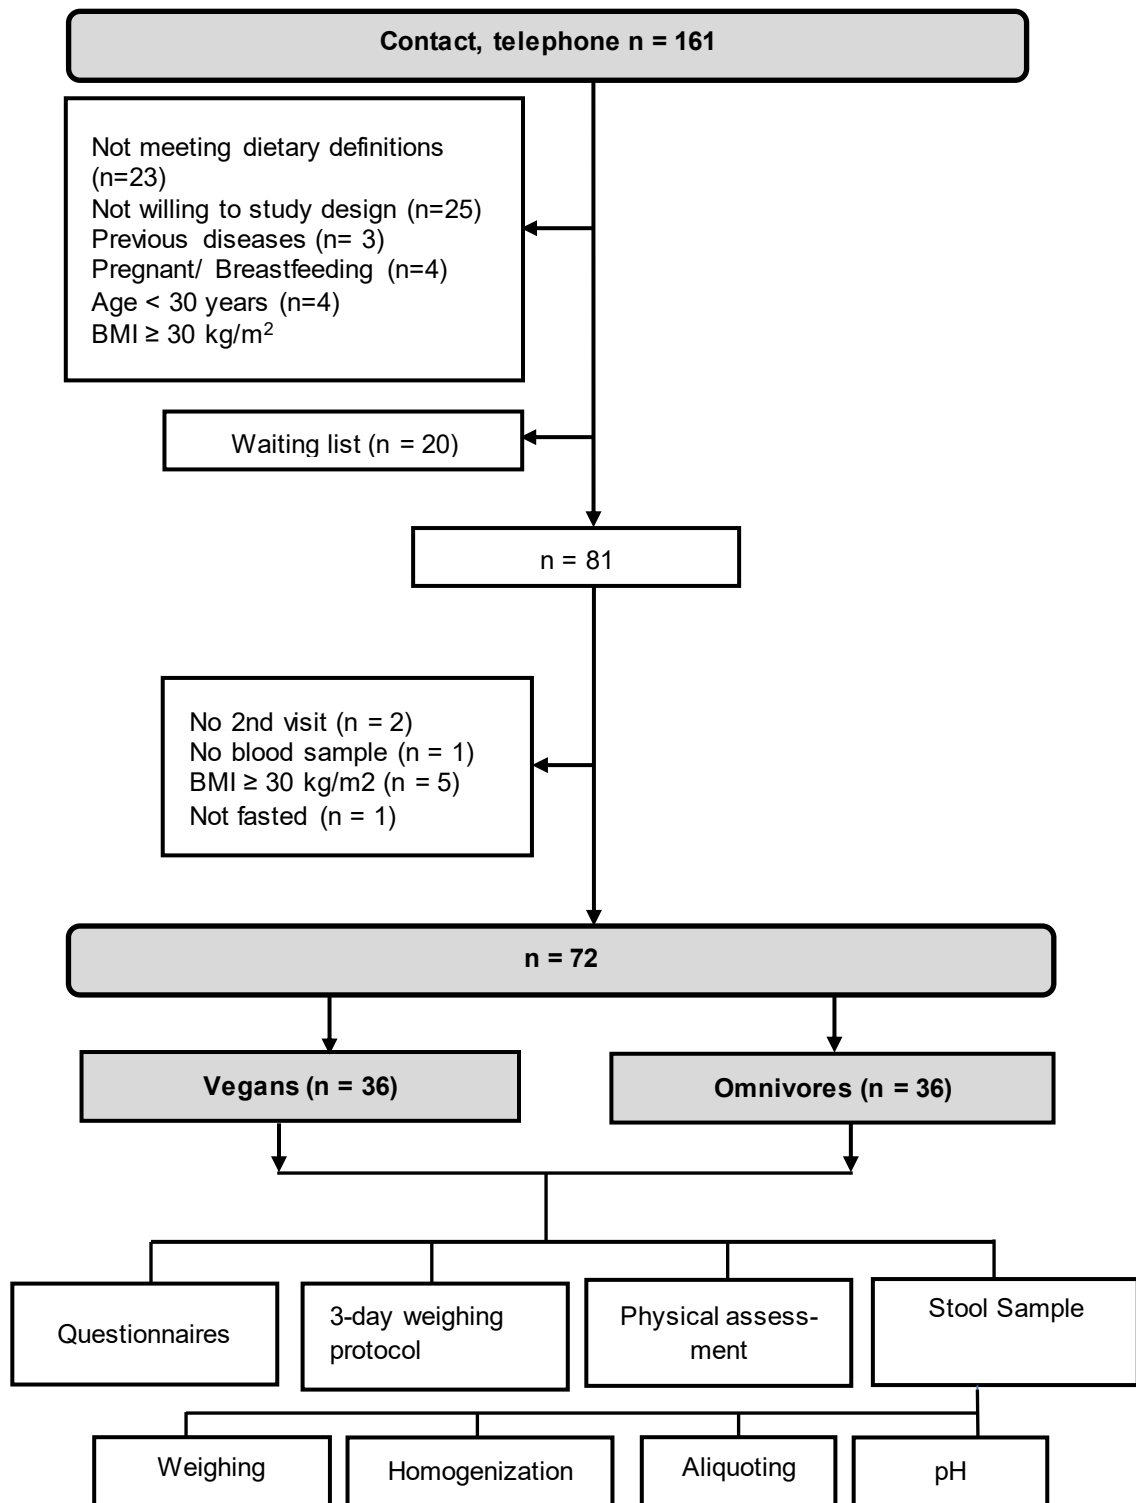 Contact, telephone n = 161
Not meeting dietary definitions
(n=23)
Not willing to study design (n=25)
Previous diseases (n= 3)
Pregnant/ Breastfeeding (n=4)
Age < 30 years (n=4)
BMI ≥ 30 kg/m²
Waiting list (n = 20)
n = 81
No 2nd visit (n = 2)
No blood sample (n = 1)
BMI ≥ 30 kg/m2 (n = 5)
Not fasted (n = 1)
n = 72
Vegans (n = 36)
Omnivores (n = 36)
Questionnaires
3-day weighing
protocol
Physical assess-
ment
Stool Sample
Weighing
Homogenization
Aliquoting
pH